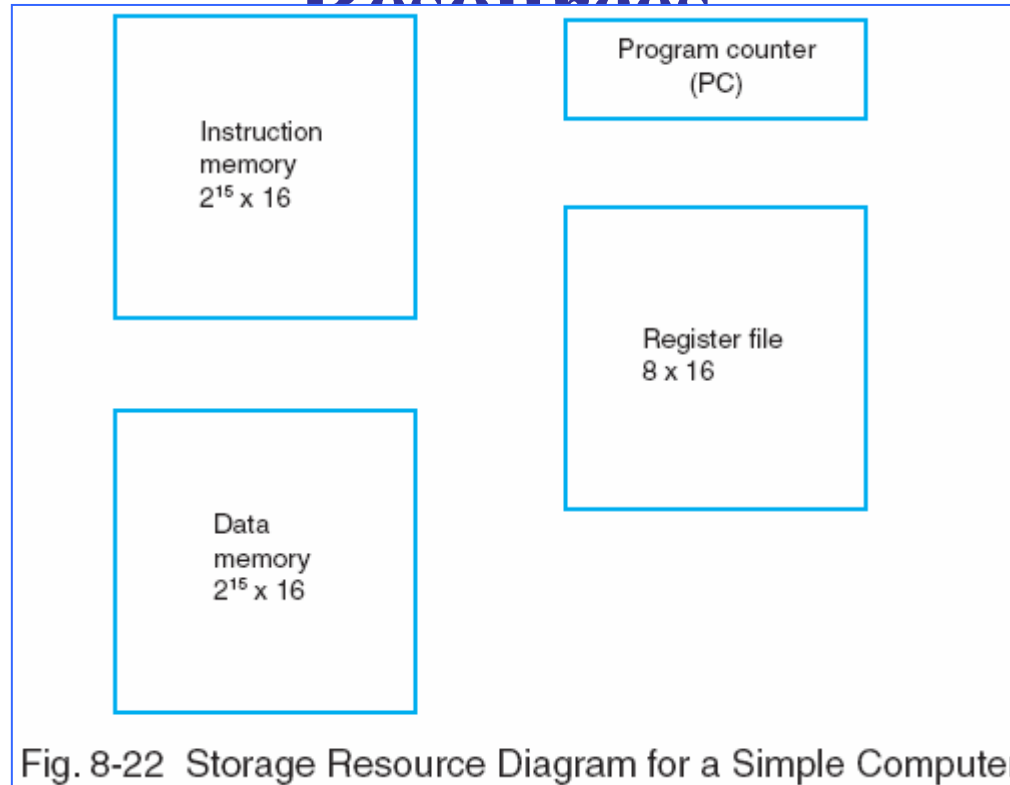 Program counter
(PC)
Instruction
memory
2¹⁵ x 16
Register file
8 x 16
Data
memory
2¹⁵ x 16
Fig. 8-22 Storage Resource Diagram for a Simple Computer